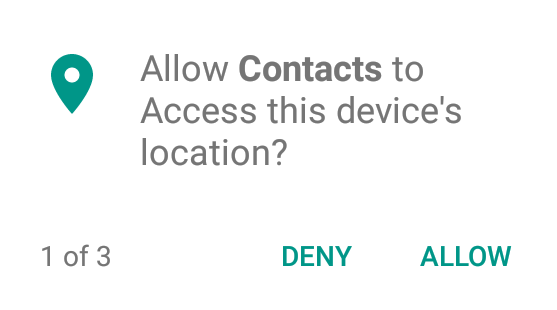 Allow Contacts to
Access this device's
location?
1 of 3 DENY ALLOW